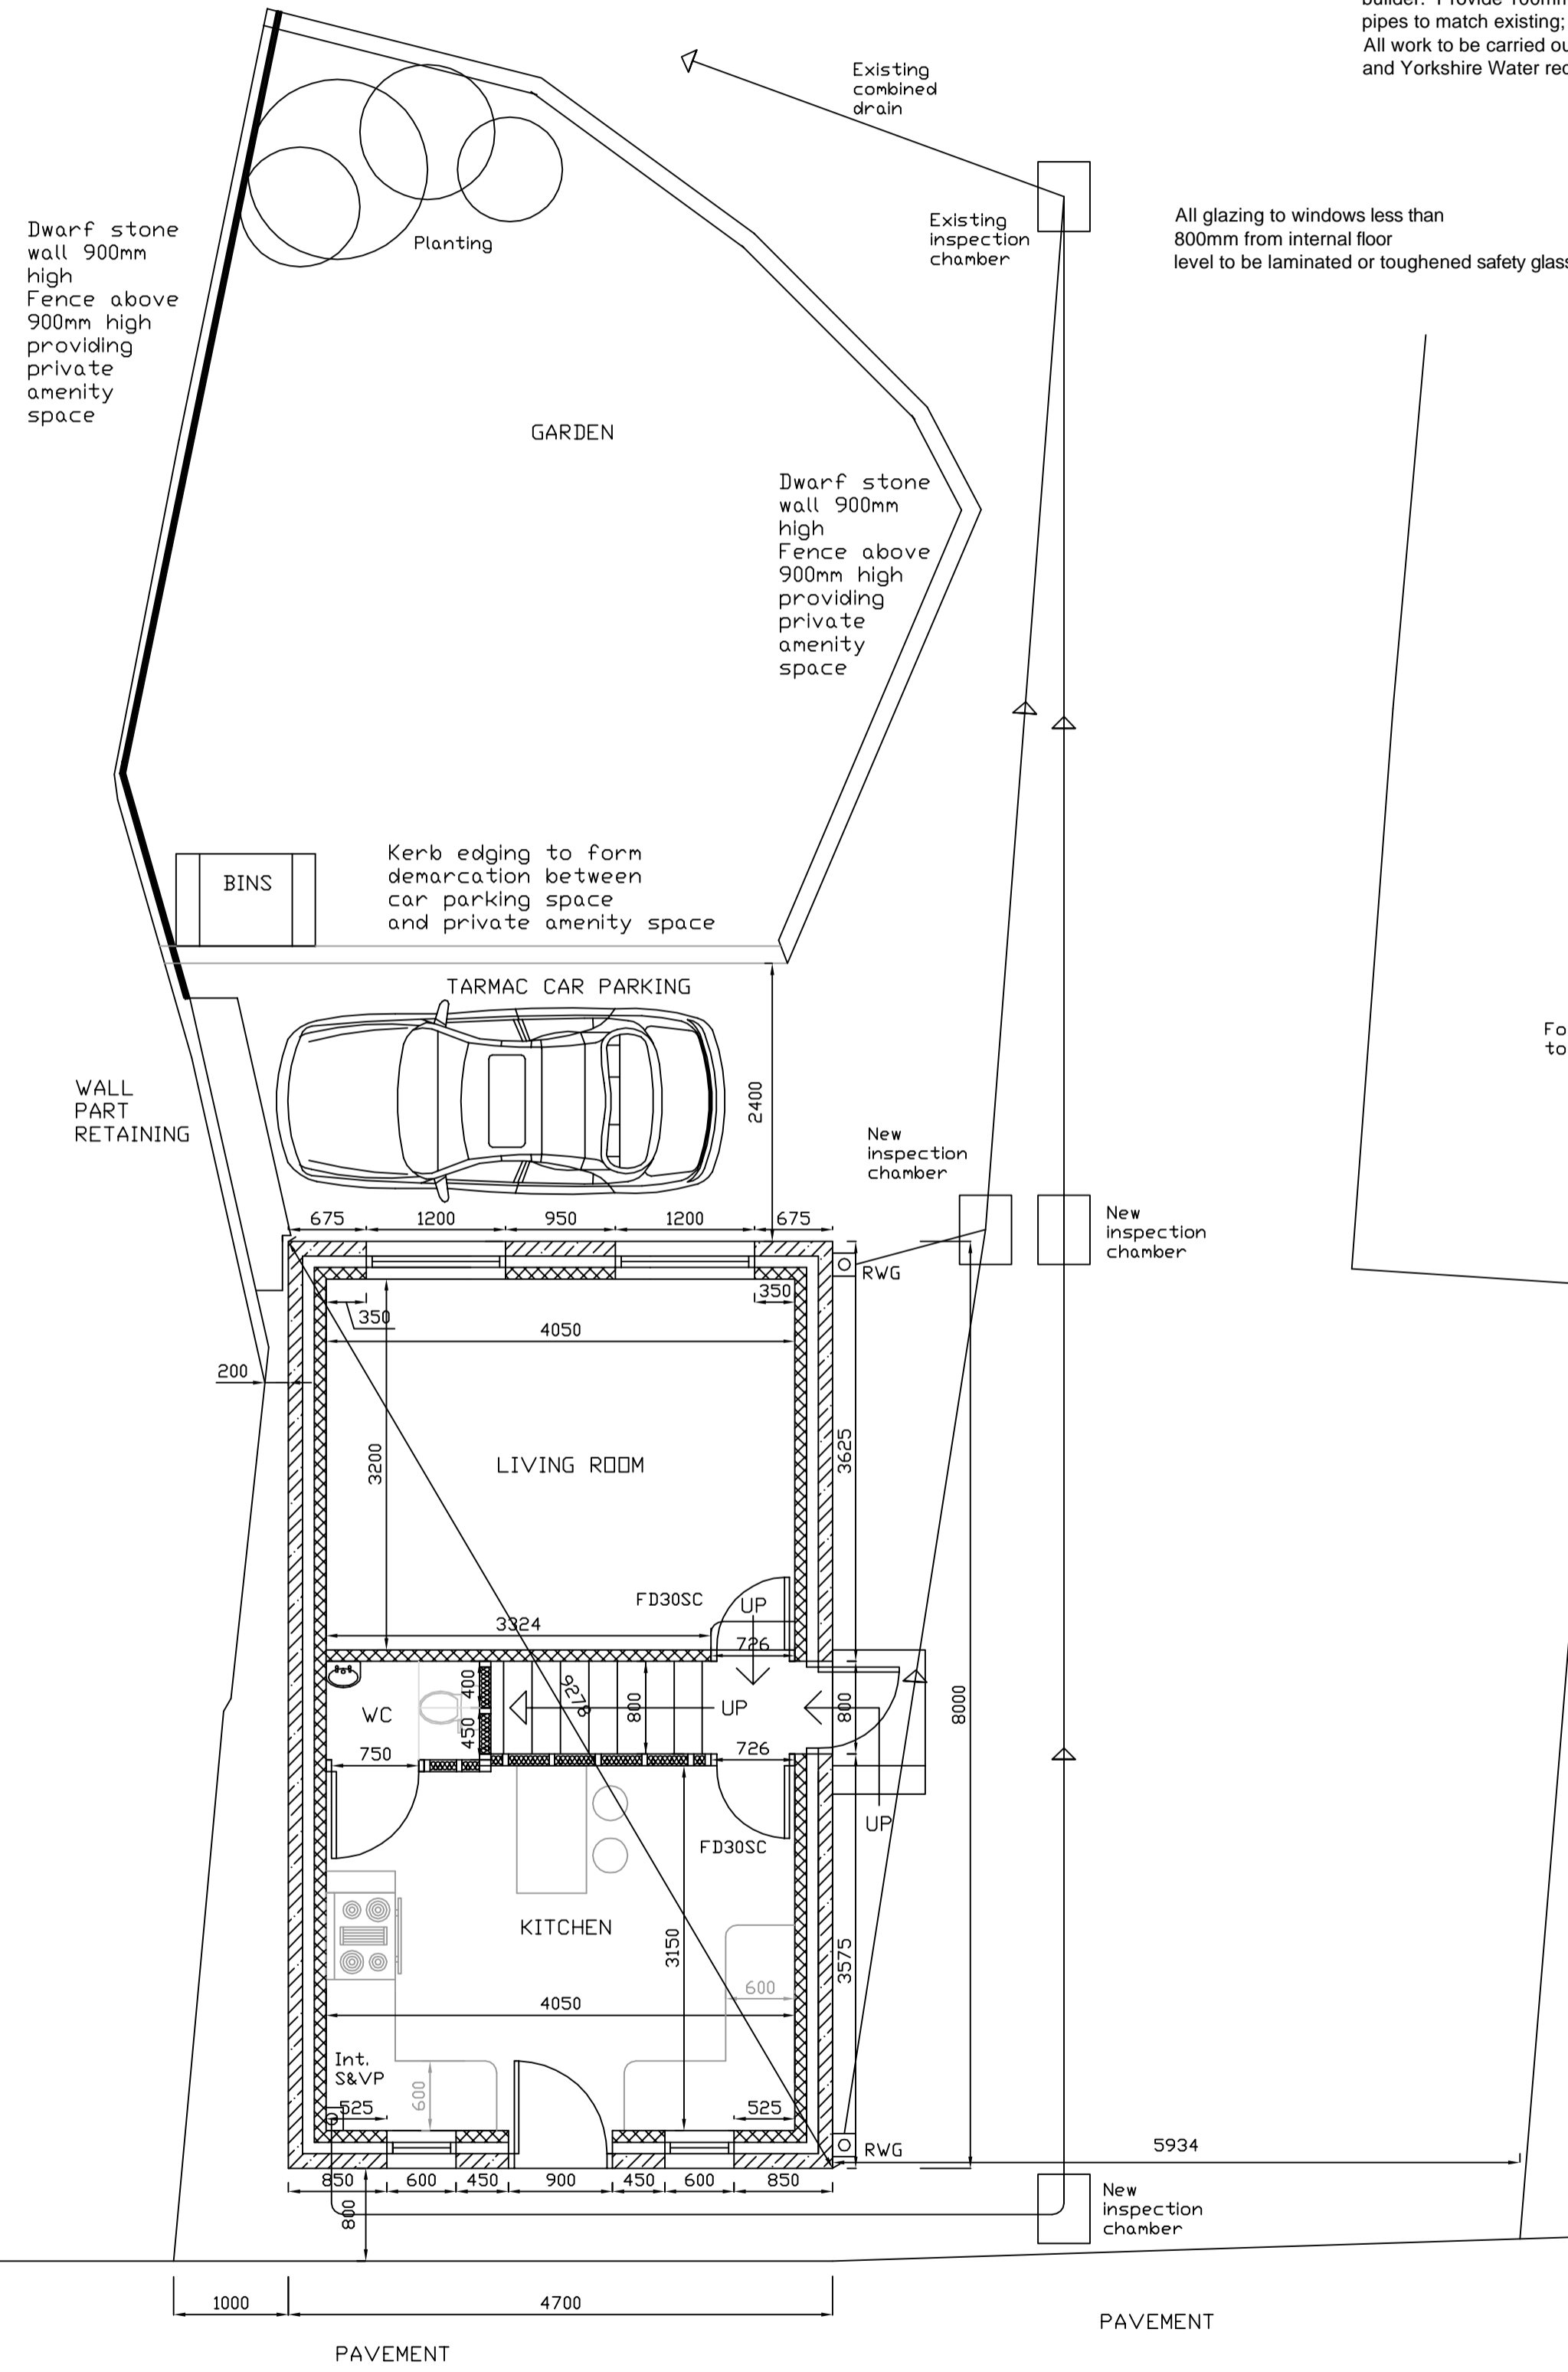 pipes to match existing;
All work to be carried ou
and Yorkshire Water rec
Existing
combined
drain
Existing
inspection
chamber
All glazing to windows less than
800mm from internal floor
level to be laminated or toughened safety glass
Dwarf stone
wall 900mm
high
Fence above
900mm high
providing
private
amenity
space
Planting
GARDEN
Dwarf stone
wall 900mm
high
Fence above
900mm high
providing
private
amenity
space
BINS
Kerb edging to form
demarcation between
car parking space
and private amenity space
TARMAC CAR PARKING
Fo
to
WALL
PART
RETAINING
2400
New
inspection
chamber
New
inspection
chamber
675
1200
950
1200
675
RWG
350
350
4050
200
3200
LIVING ROOM
3625
FD30SC
UP
3324
726
WC
400
450
9278
800
UP
800
8000
750
726
UP
FD30SC
KITCHEN
3150
3575
600
4050
Int.
S&VP
600
525
525
RWG
5934
850
600
450
900
450
600
850
800
New
inspection
chamber
1000
4700
PAVEMENT
PAVEMENT